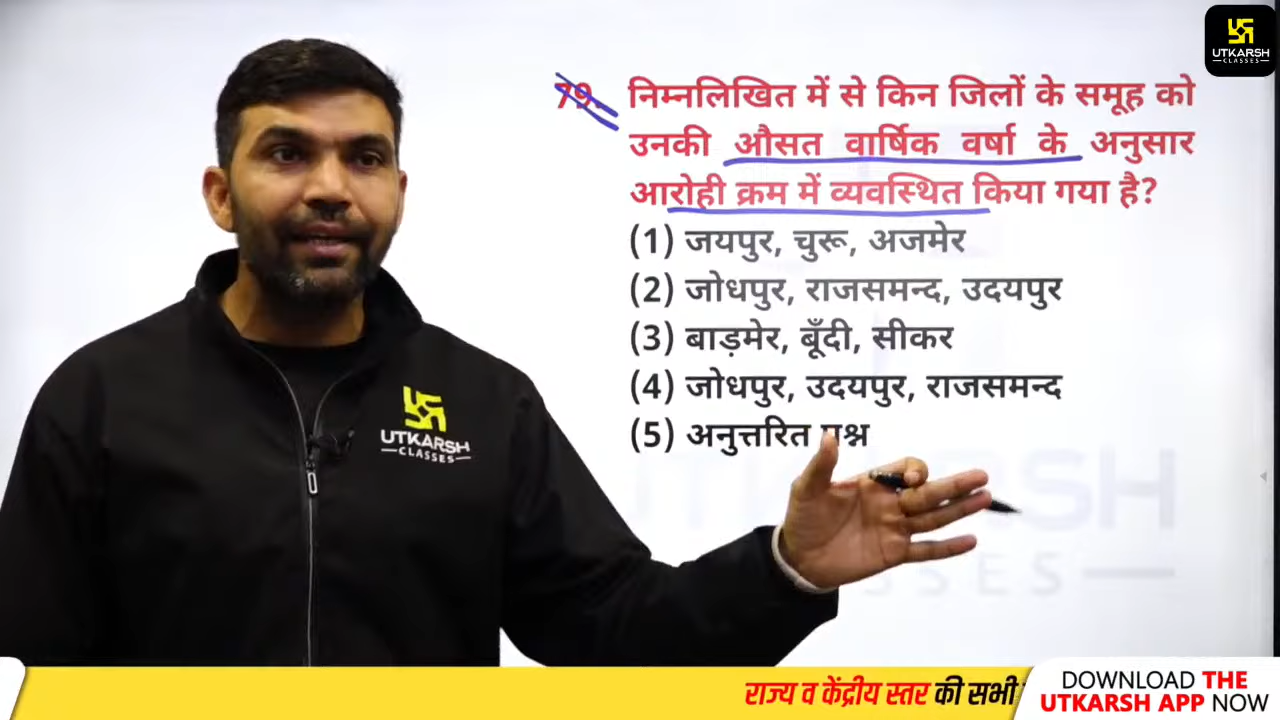 UTKARSH
CLASSES
79. निम्नलिखित में से किन जिलों के समूह को
उनकी औसत वार्षिक वर्षा के अनुसार
आरोही क्रम में व्यवस्थित किया गया है?
(1) जयपुर, चुरू, अजमेर
(2) जोधपुर, राजसमन्द, उदयपुर
(3) बाड़मेर, बूँदी, सीकर
(4) जोधपुर, उदयपुर, राजसमन्द
(5) अनुत्तरित प्रश्न
UTKARSH
CLASSES
UTKARSH
CLASSES
राज्य व केंद्रीय स्तर की सभी
DOWNLOAD THE
UTKARSH APP NOW